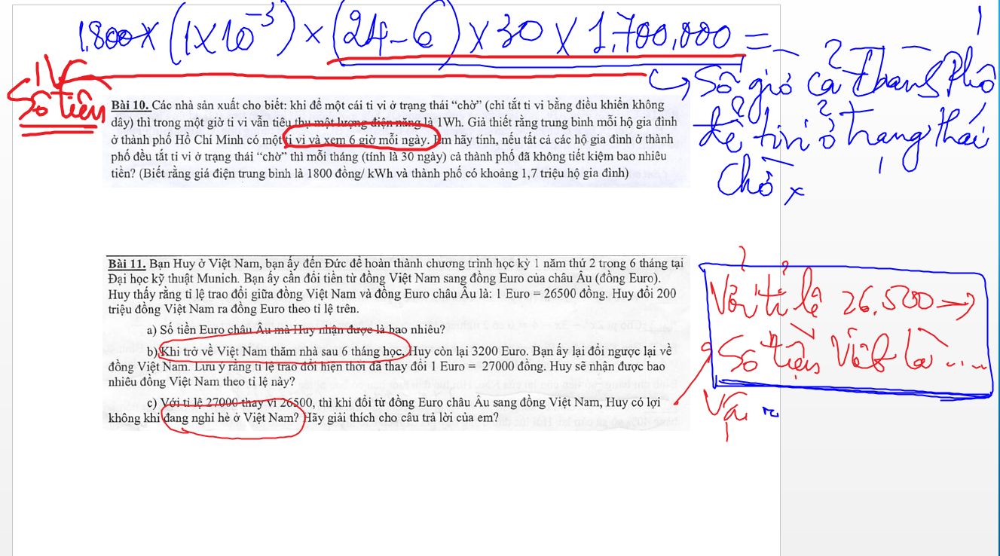 1.800 × (1×10⁻³) × (24-6) × 30 × 1,700,000 =
Số tiền
Số giờ cả thành phố
để tivi ở trạng thái
chờ
Bài 10. Các nhà sản xuất cho biết: khi để một cái ti vi ở trạng thái “chờ” (chỉ tắt ti vi bằng điều khiển không
dây) thì trong một giờ ti vi vẫn tiêu thụ một lượng điện năng là 1Wh. Giả thiết rằng trung bình mỗi hộ gia đình
ở thành phố Hồ Chí Minh có một ti vi và xem 6 giờ mỗi ngày. Em hãy tính, nếu tất cả các hộ gia đình ở thành
phố đều tắt ti vi ở trạng thái “chờ” thì mỗi tháng (tính là 30 ngày) cả thành phố đã không tiết kiệm bao nhiêu
tiền? (Biết rằng giá điện trung bình là 1800 đồng/ kWh và thành phố có khoảng 1,7 triệu hộ gia đình)
Bài 11. Bạn Huy ở Việt Nam, bạn ấy đến Đức để hoàn thành chương trình học kỳ 1 năm thứ 2 trong 6 tháng tại
Đại học kỹ thuật Munich. Bạn ấy cần đổi tiền từ đồng Việt Nam sang đồng Euro của châu Âu (đồng Euro).
Huy thấy rằng tỉ lệ trao đổi giữa đồng Việt Nam và đồng Euro châu Âu là: 1 Euro = 26500 đồng. Huy đổi 200
triệu đồng Việt Nam ra đồng Euro theo tỉ lệ trên.
a) Số tiền Euro châu Âu mà Huy nhận được là bao nhiêu?
b) Khi trở về Việt Nam thăm nhà sau 6 tháng học, Huy còn lại 3200 Euro. Bạn ấy lại đổi ngược lại về
đồng Việt Nam. Lưu ý rằng tỉ lệ trao đổi hiện thời đã thay đổi 1 Euro = 27000 đồng. Huy sẽ nhận được bao
nhiêu đồng Việt Nam theo tỉ lệ này?
c) Với tỉ lệ 27000 thay vì 26500, thì khi đổi từ đồng Euro châu Âu sang đồng Việt Nam, Huy có lợi
không khi đang nghỉ hè ở Việt Nam? Hãy giải thích cho câu trả lời của em?
Với tỉ lệ 26.500 →
Số tiền Việt là ....
Vậ